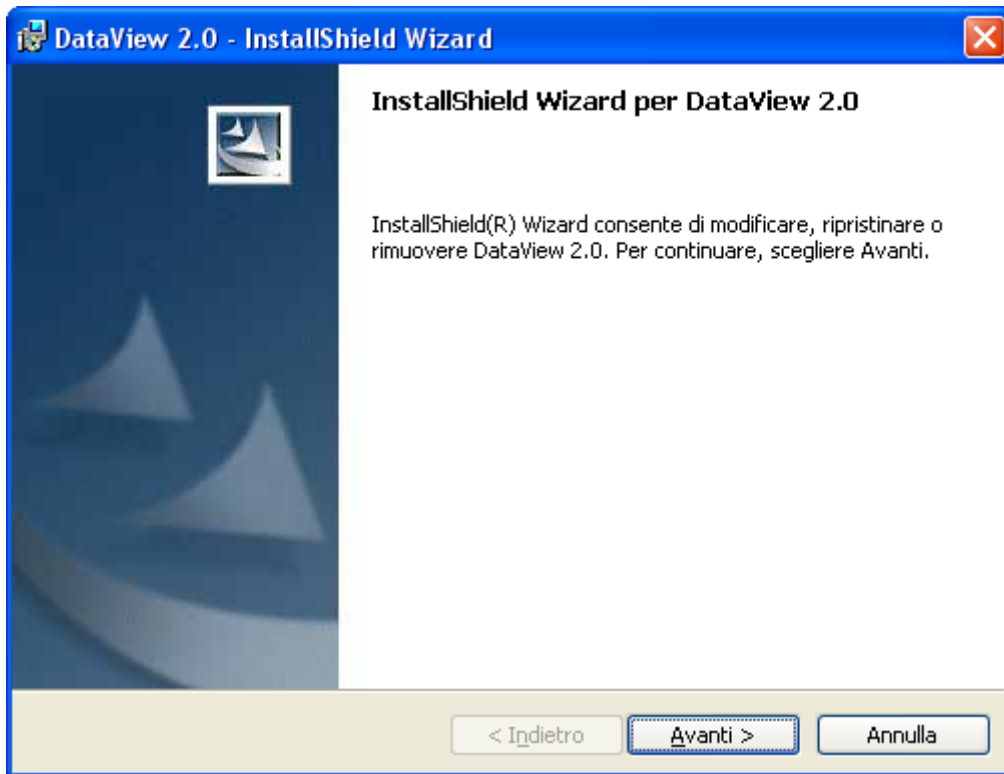 DataView 2.0 - InstallShield Wizard
InstallShield Wizard per DataView 2.0
InstallShield(R) Wizard consente di modificare, ripristinare o
rimuovere DataView 2.0. Per continuare, scegliere Avanti.
< Indietro
Avanti >
Annulla